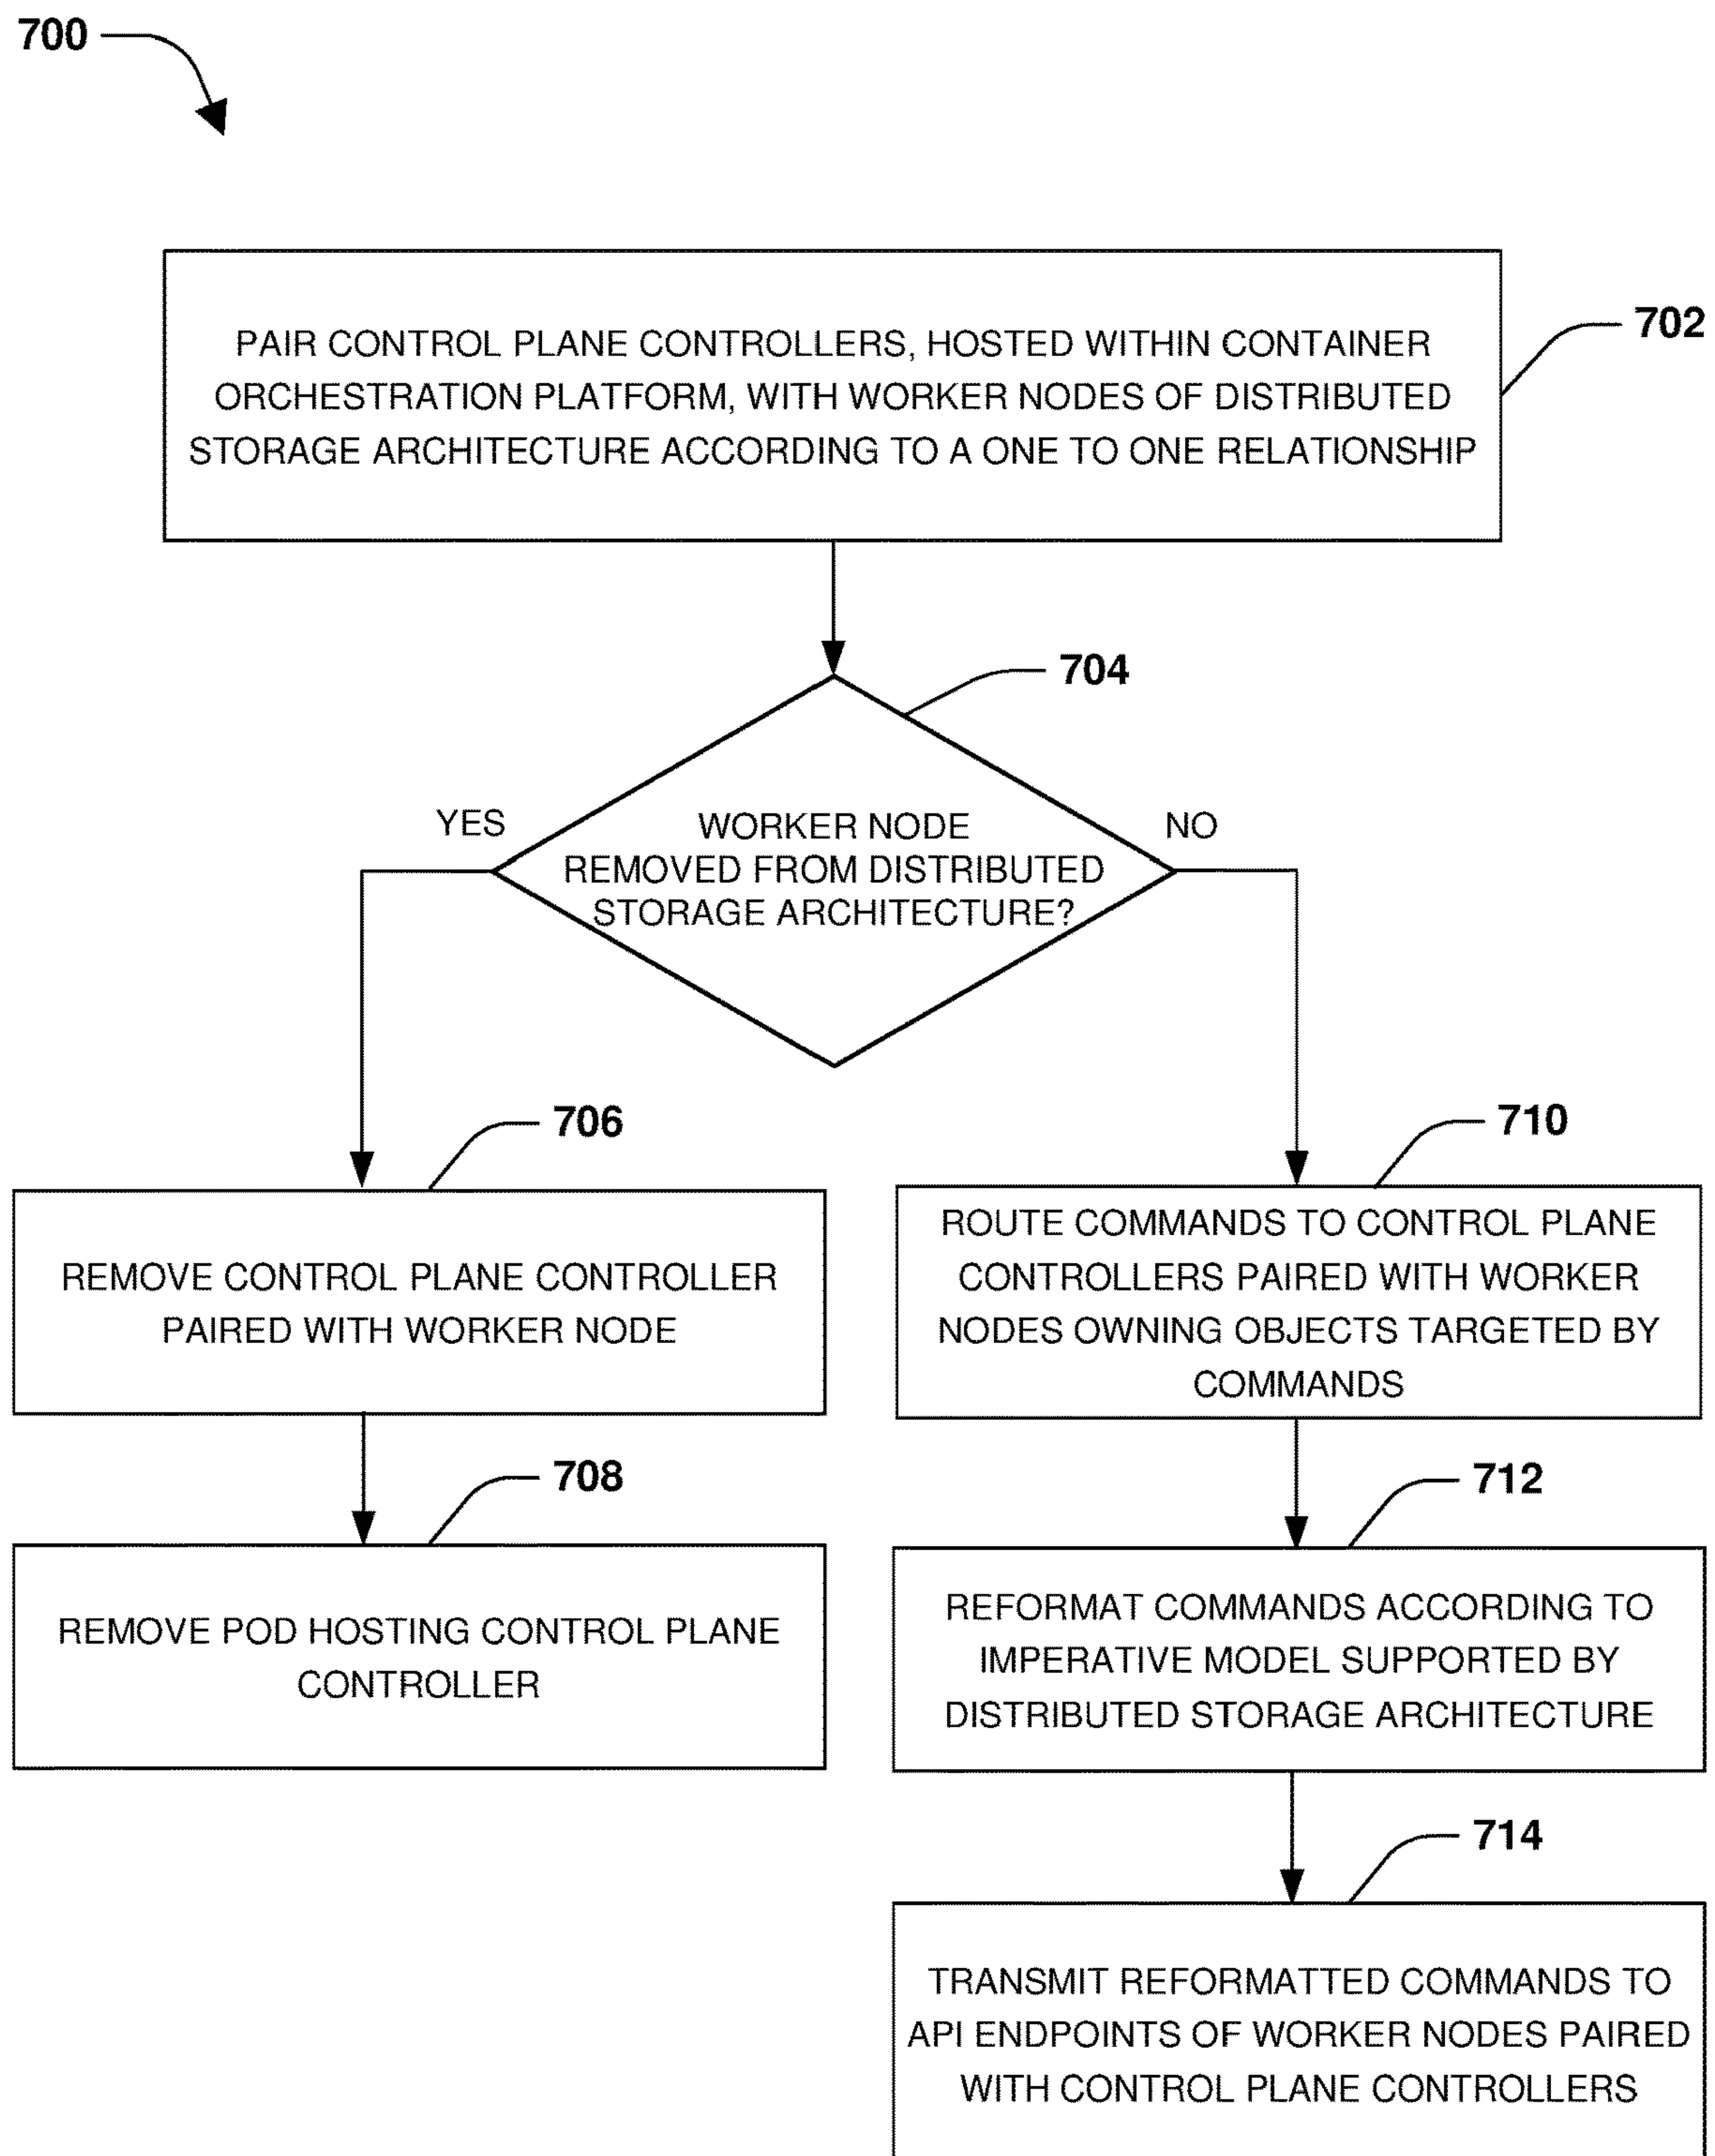 700
PAIR CONTROL PLANE CONTROLLERS, HOSTED WITHIN CONTAINER
ORCHESTRATION PLATFORM, WITH WORKER NODES OF DISTRIBUTED
STORAGE ARCHITECTURE ACCORDING TO A ONE TO ONE RELATIONSHIP
702
704
YES
WORKER NODE
REMOVED FROM DISTRIBUTED
STORAGE ARCHITECTURE?
NO
706
REMOVE CONTROL PLANE CONTROLLER
PAIRED WITH WORKER NODE
708
REMOVE POD HOSTING CONTROL PLANE
CONTROLLER
710
ROUTE COMMANDS TO CONTROL PLANE
CONTROLLERS PAIRED WITH WORKER
NODES OWNING OBJECTS TARGETED BY
COMMANDS
712
REFORMAT COMMANDS ACCORDING TO
IMPERATIVE MODEL SUPPORTED BY
DISTRIBUTED STORAGE ARCHITECTURE
714
TRANSMIT REFORMATTED COMMANDS TO
API ENDPOINTS OF WORKER NODES PAIRED
WITH CONTROL PLANE CONTROLLERS